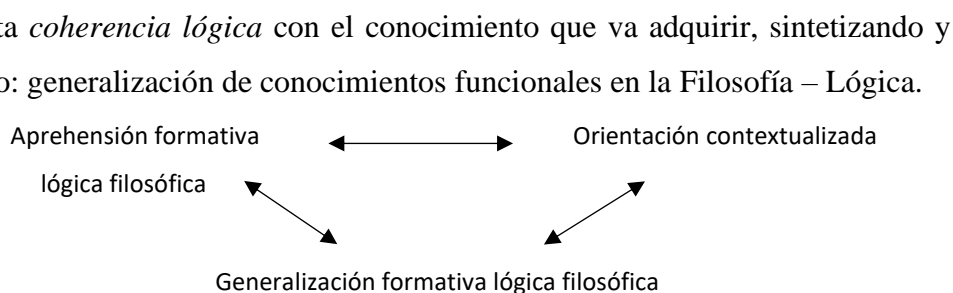 coherencia lógica con el conocimiento que va adquirir, sintetizando y
generalización de conocimientos funcionales en la Filosofía – Lógica.
Aprehensión formativa Orientación contextualizada
lógica filosófica
Generalización formativa lógica filosófica